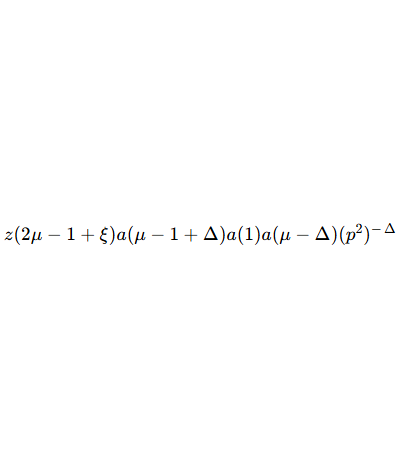 z(2μ − 1 + ξ)a(μ − 1 + Δ)a(1)a(μ − Δ)(p²)^{−Δ}